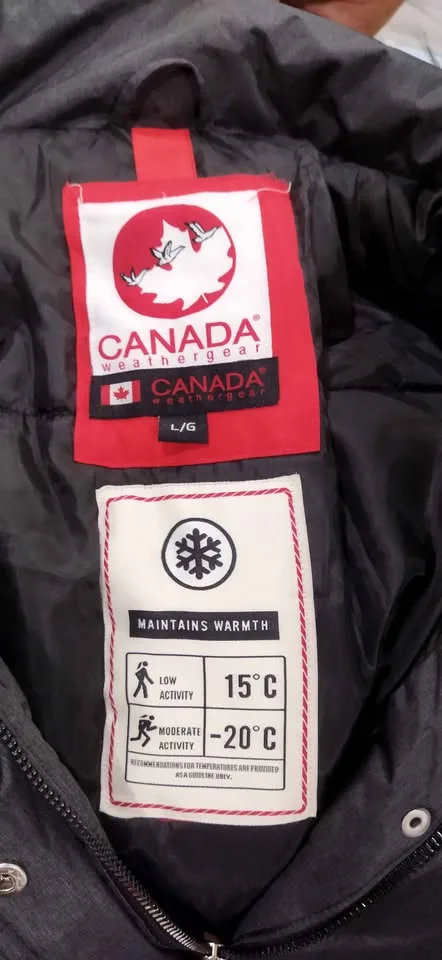 CANADA®
weathergear
CANADA®
weathergear
L/G
MAINTAINS WARMTH
LOW
ACTIVITY
15°C
MODERATE
ACTIVITY
-20°C
RECOMMENDATIONS FOR TEMPERATURES ARE PROVIDED
AS A GUIDELINE ONLY.